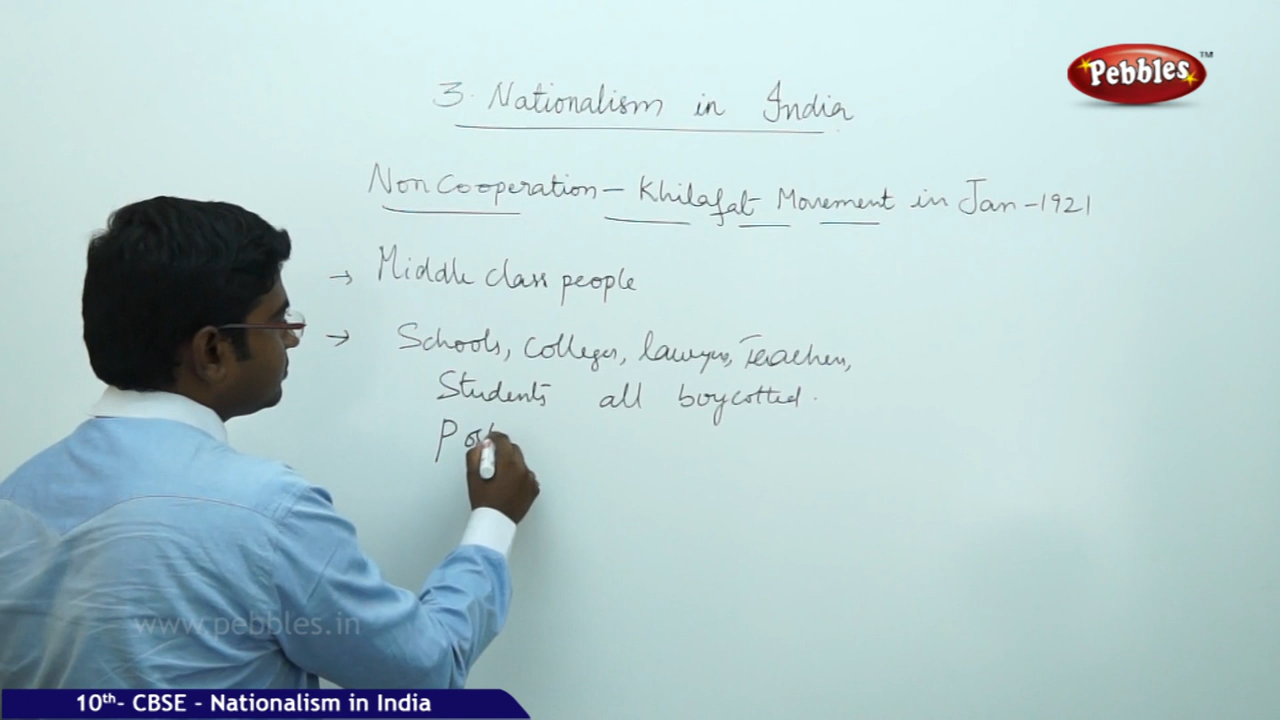 Pebbles™
3. Nationalism in India
Non Cooperation – Khilafat Movement in Jan - 1921
→ Middle class people
→ Schools, colleges, lawyers, Teachers,
Students all boycotted.
www.pebbles.in
10th- CBSE - Nationalism in India